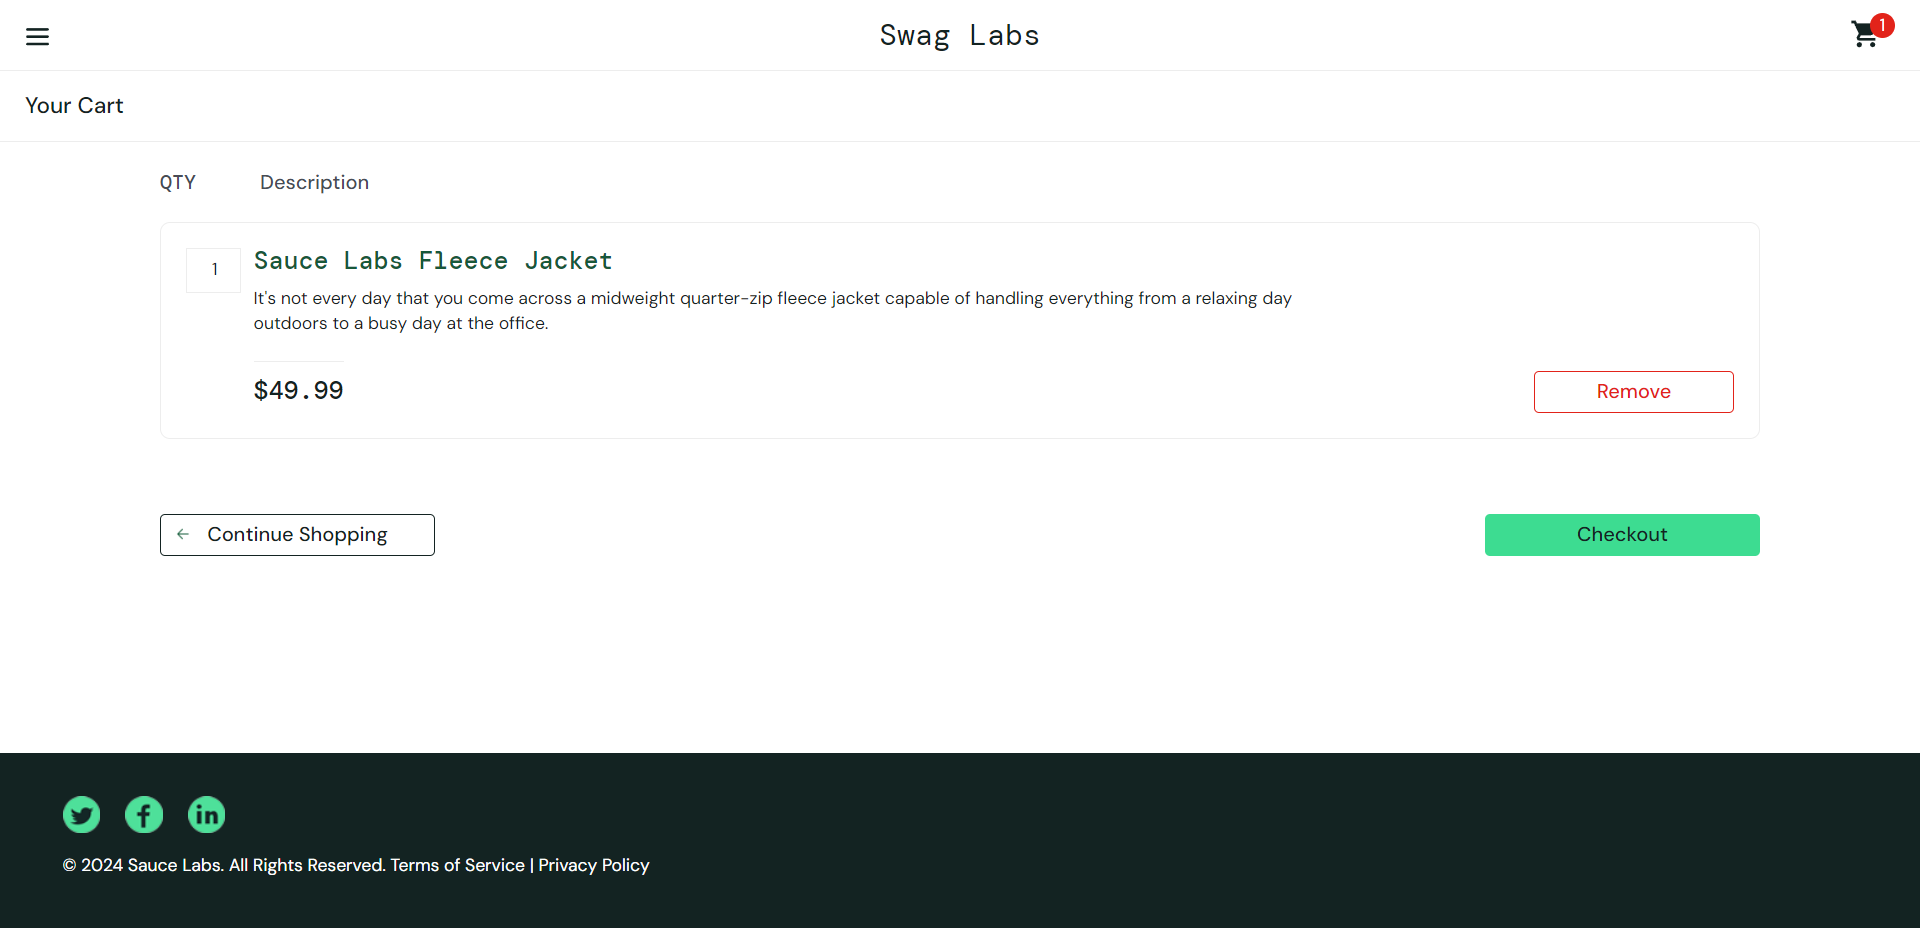 Swag Labs
1
Your Cart
QTY Description
1
Sauce Labs Fleece Jacket
It's not every day that you come across a midweight quarter-zip fleece jacket capable of handling everything from a relaxing day
outdoors to a busy day at the office.
$49.99
Remove
Continue Shopping
Checkout
© 2024 Sauce Labs. All Rights Reserved. Terms of Service | Privacy Policy